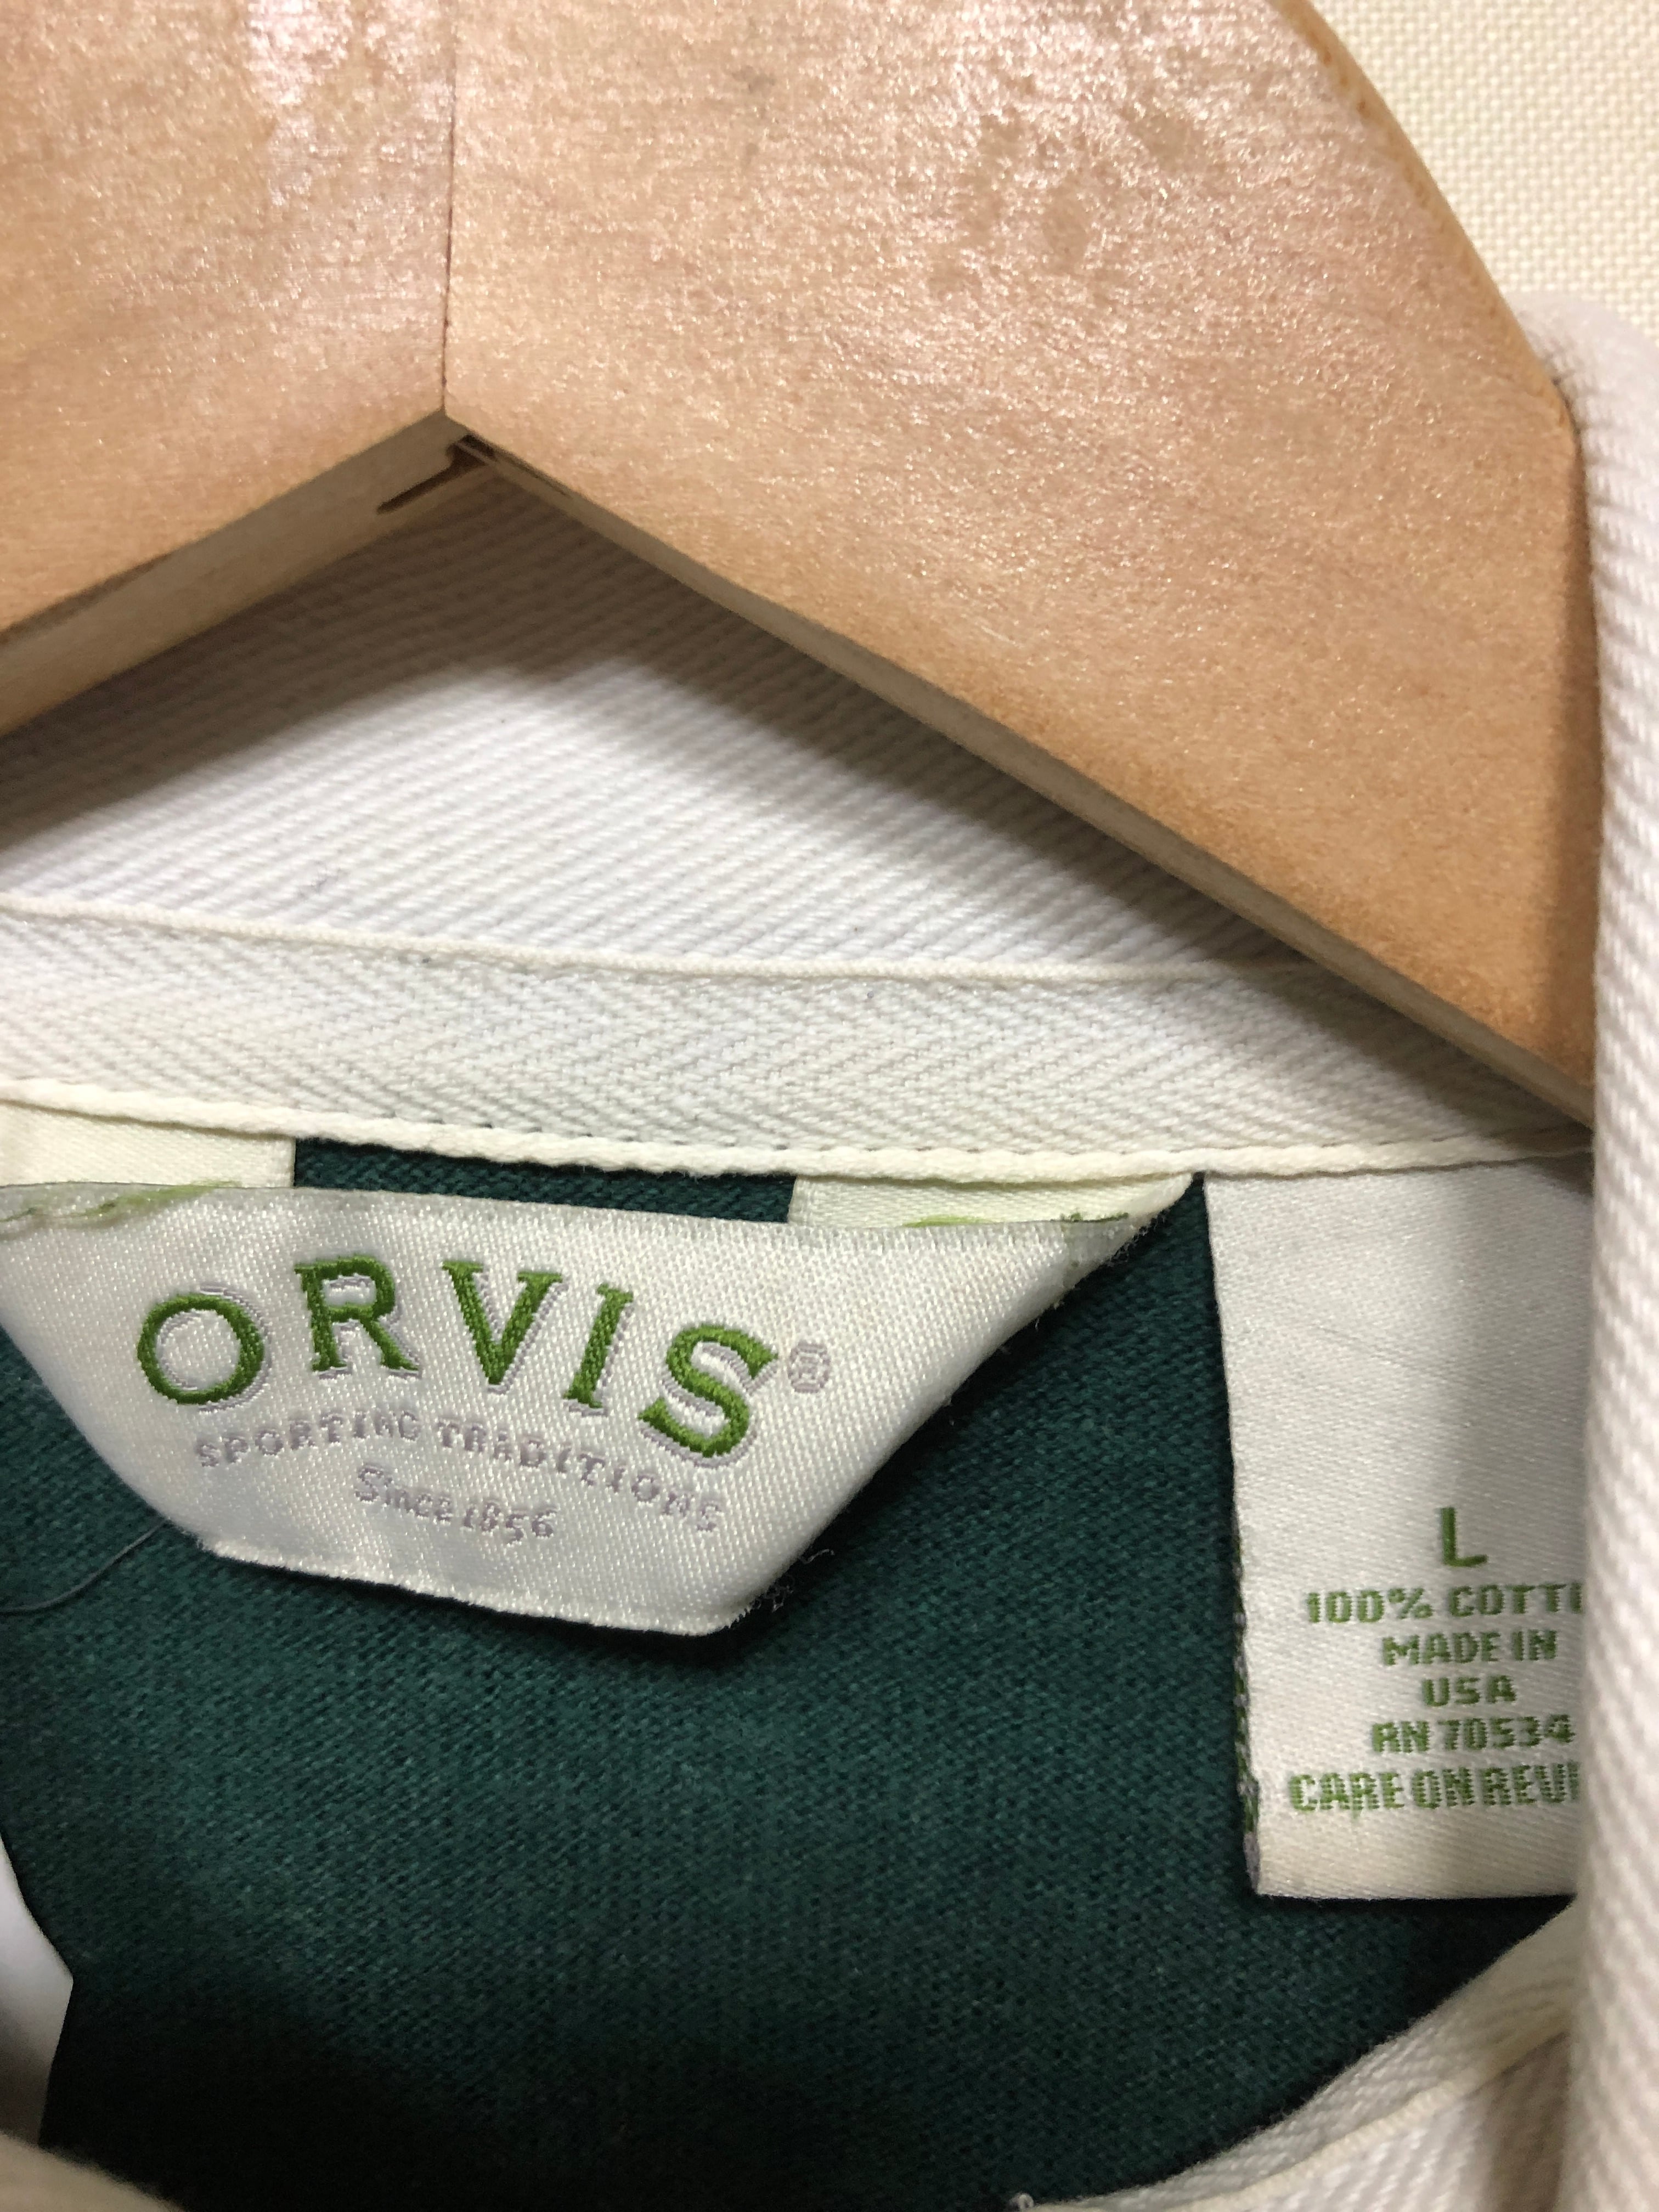 ORVIS®
SPORTING TRADITIONS
Since 1856
L
100% COTT
MADE IN
USA
RN 70534
CARE ON REV